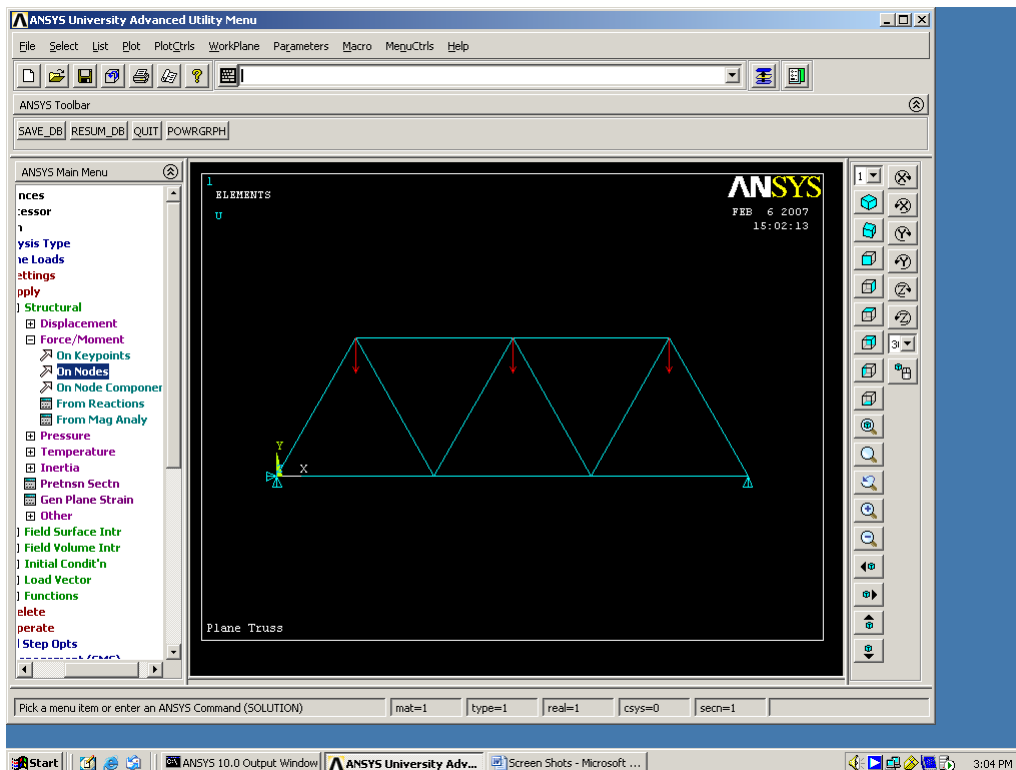 ANSYS University Advanced Utility Menu
File Select List Plot PlotCtrls WorkPlane Parameters Macro MenuCtrls Help
ANSYS Toolbar
SAVE_DB RESUM_DB QUIT POWRGRPH
ANSYS Main Menu
nces
cessor
n
ysis Type
ne Loads
ettings
pply
Structural
Displacement
Force/Moment
On Keypoints
On Nodes
On Node Componer
From Reactions
From Mag Analy
Pressure
Temperature
Inertia
Pretnsn Sectn
Gen Plane Strain
Other
Field Surface Intr
Field Volume Intr
Initial Condit'n
Load Vector
Functions
elete
perate
l Step Opts
1
ELEMENTS
U
ANSYS
FEB 6 2007
15:02:13
Y
X
Plane Truss
1
X
X
Y
Y
Z
Z
Pick a menu item or enter an ANSYS Command (SOLUTION) mat=1 type=1 real=1 csys=0 secn=1
Start ANSYS 10.0 Output Window ANSYS University Adv... Screen Shots - Microsoft ... 3:04 PM